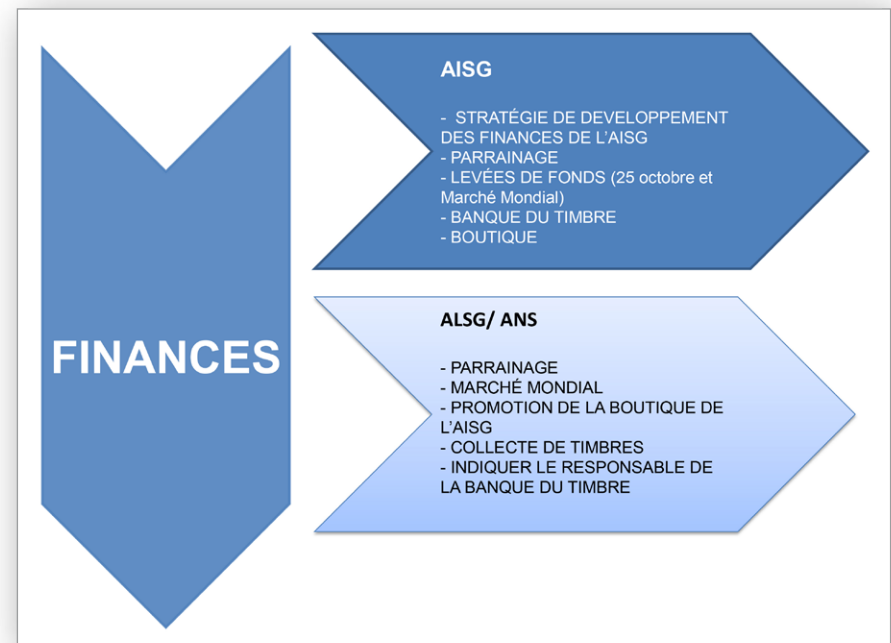 FINANCES
AISG
- STRATÉGIE DE DEVELOPPEMENT
DES FINANCES DE L'AISG
- PARRAINAGE
- LEVÉES DE FONDS (25 octobre et
Marché Mondial)
- BANQUE DU TIMBRE
- BOUTIQUE
ALSG/ ANS
- PARRAINAGE
- MARCHÉ MONDIAL
- PROMOTION DE LA BOUTIQUE DE
L'AISG
- COLLECTE DE TIMBRES
- INDIQUER LE RESPONSABLE DE
LA BANQUE DU TIMBRE